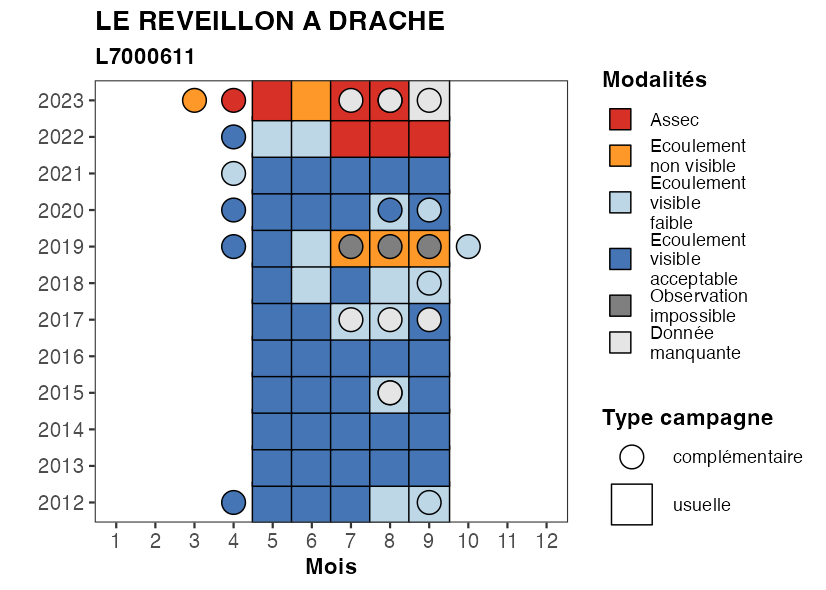 LE REVEILLON A DRACHE
L7000611
2023
2022
2021
2020
2019
2018
2017
2016
2015
2014
2013
2012
1 2 3 4 5 6 7 8 9 10 11 12
Mois
Modalités
Assec
Ecoulement
non visible
Ecoulement
visible
faible
Ecoulement
visible
acceptable
Observation
impossible
Donnée
manquante
Type campagne
complémentaire
usuelle